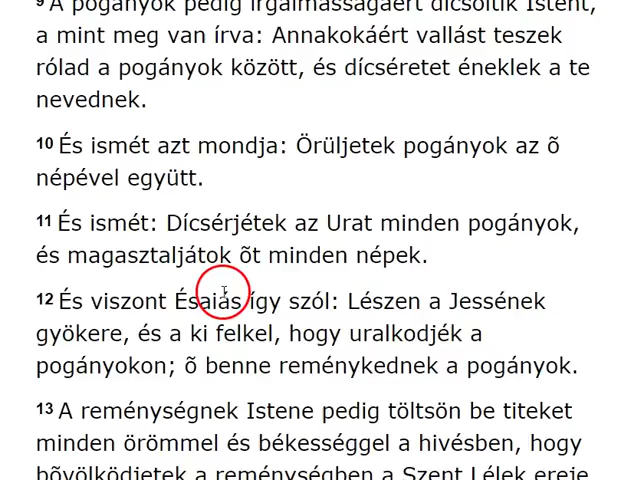 9 A pogányok pedig irgalmasságáért dicsőítik Istent,
a mint meg van írva: Annakokáért vallást teszek
rólad a pogányok között, és dícséretet éneklek a te
nevednek.
10 És ismét azt mondja: Örüljetek pogányok az õ
népével együtt.
11 És ismét: Dícsérjétek az Urat minden pogányok,
és magasztaljátok õt minden népek.
12 És viszont Ésaiás így szól: Lészen a Jessének
gyökere, és a ki felkel, hogy uralkodjék a
pogányokon; õ benne reménykednek a pogányok.
13 A reménységnek Istene pedig töltsön be titeket
minden örömmel és békességgel a hivésben, hogy
bõvölködjetek a reménységben a Szent Lélek ereje